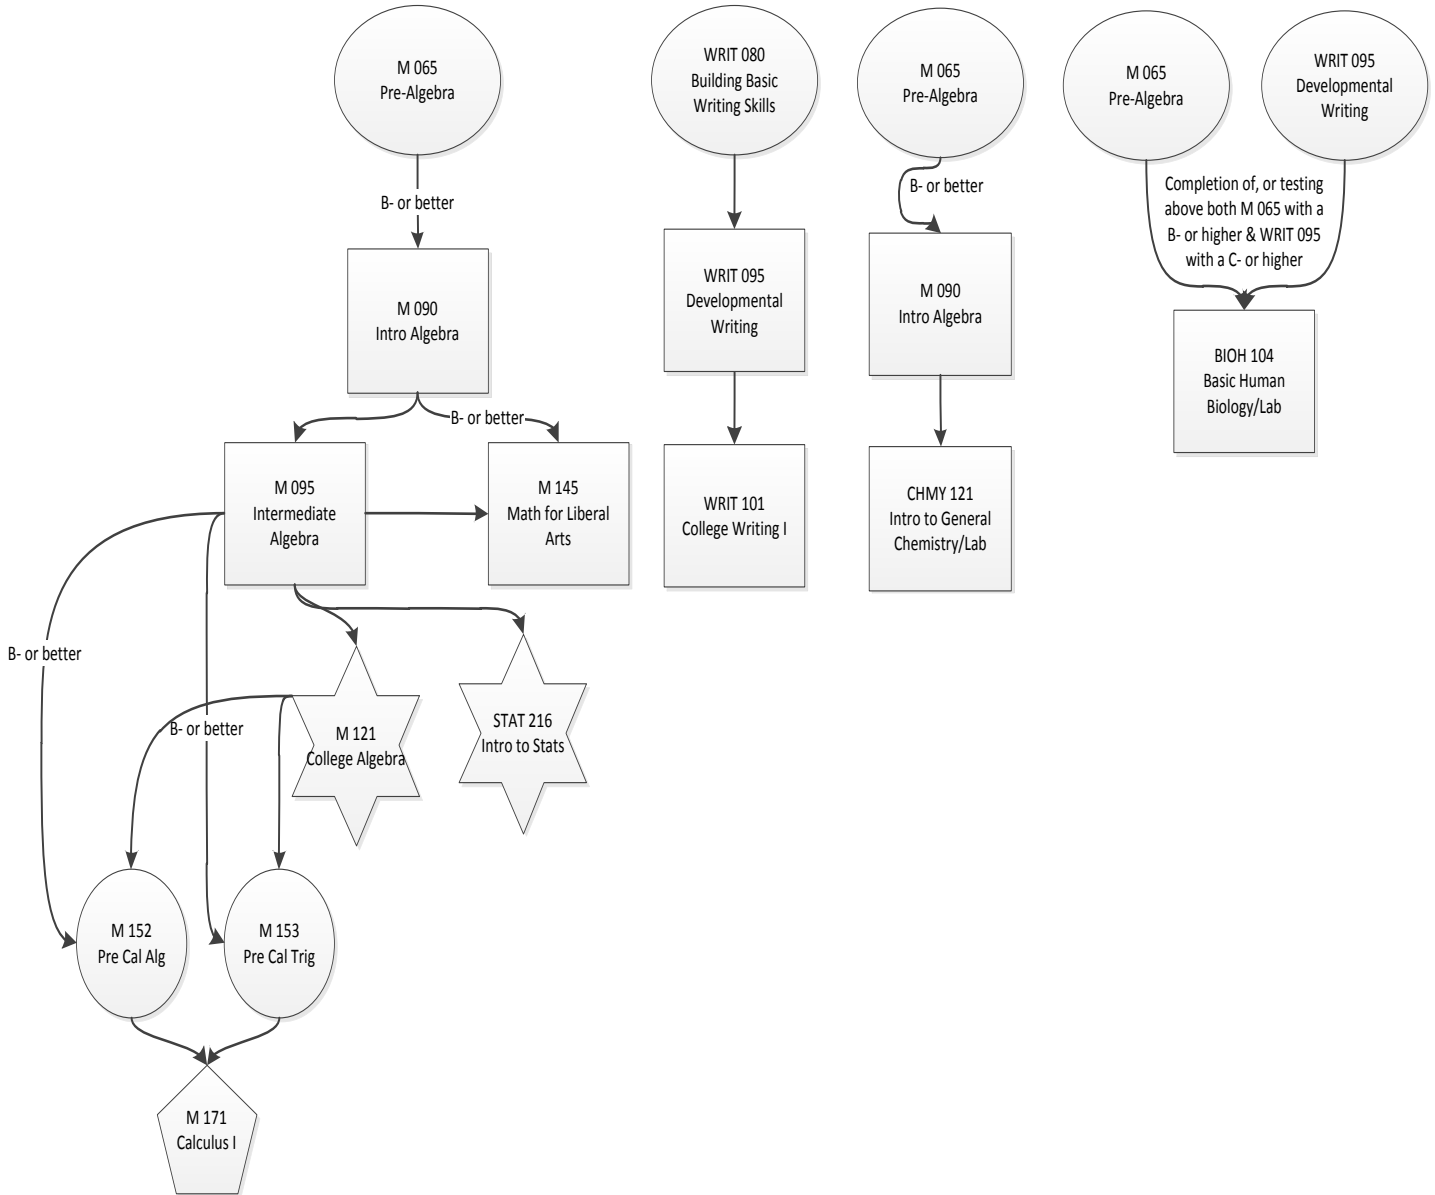 M 065
Pre-Algebra
B- or better
M 090
Intro Algebra
B- or better
M 095
Intermediate
Algebra
M 145
Math for Liberal
Arts
B- or better
B- or better
M 121
College Algebra
STAT 216
Intro to Stats
M 152
Pre Cal Alg
M 153
Pre Cal Trig
M 171
Calculus I
WRIT 080
Building Basic
Writing Skills
WRIT 095
Developmental
Writing
WRIT 101
College Writing I
M 065
Pre-Algebra
B- or better
M 090
Intro Algebra
CHMY 121
Intro to General
Chemistry/Lab
M 065
Pre-Algebra
WRIT 095
Developmental
Writing
Completion of, or testing
above both M 065 with a
B- or higher & WRIT 095
with a C- or higher
BIOH 104
Basic Human
Biology/Lab